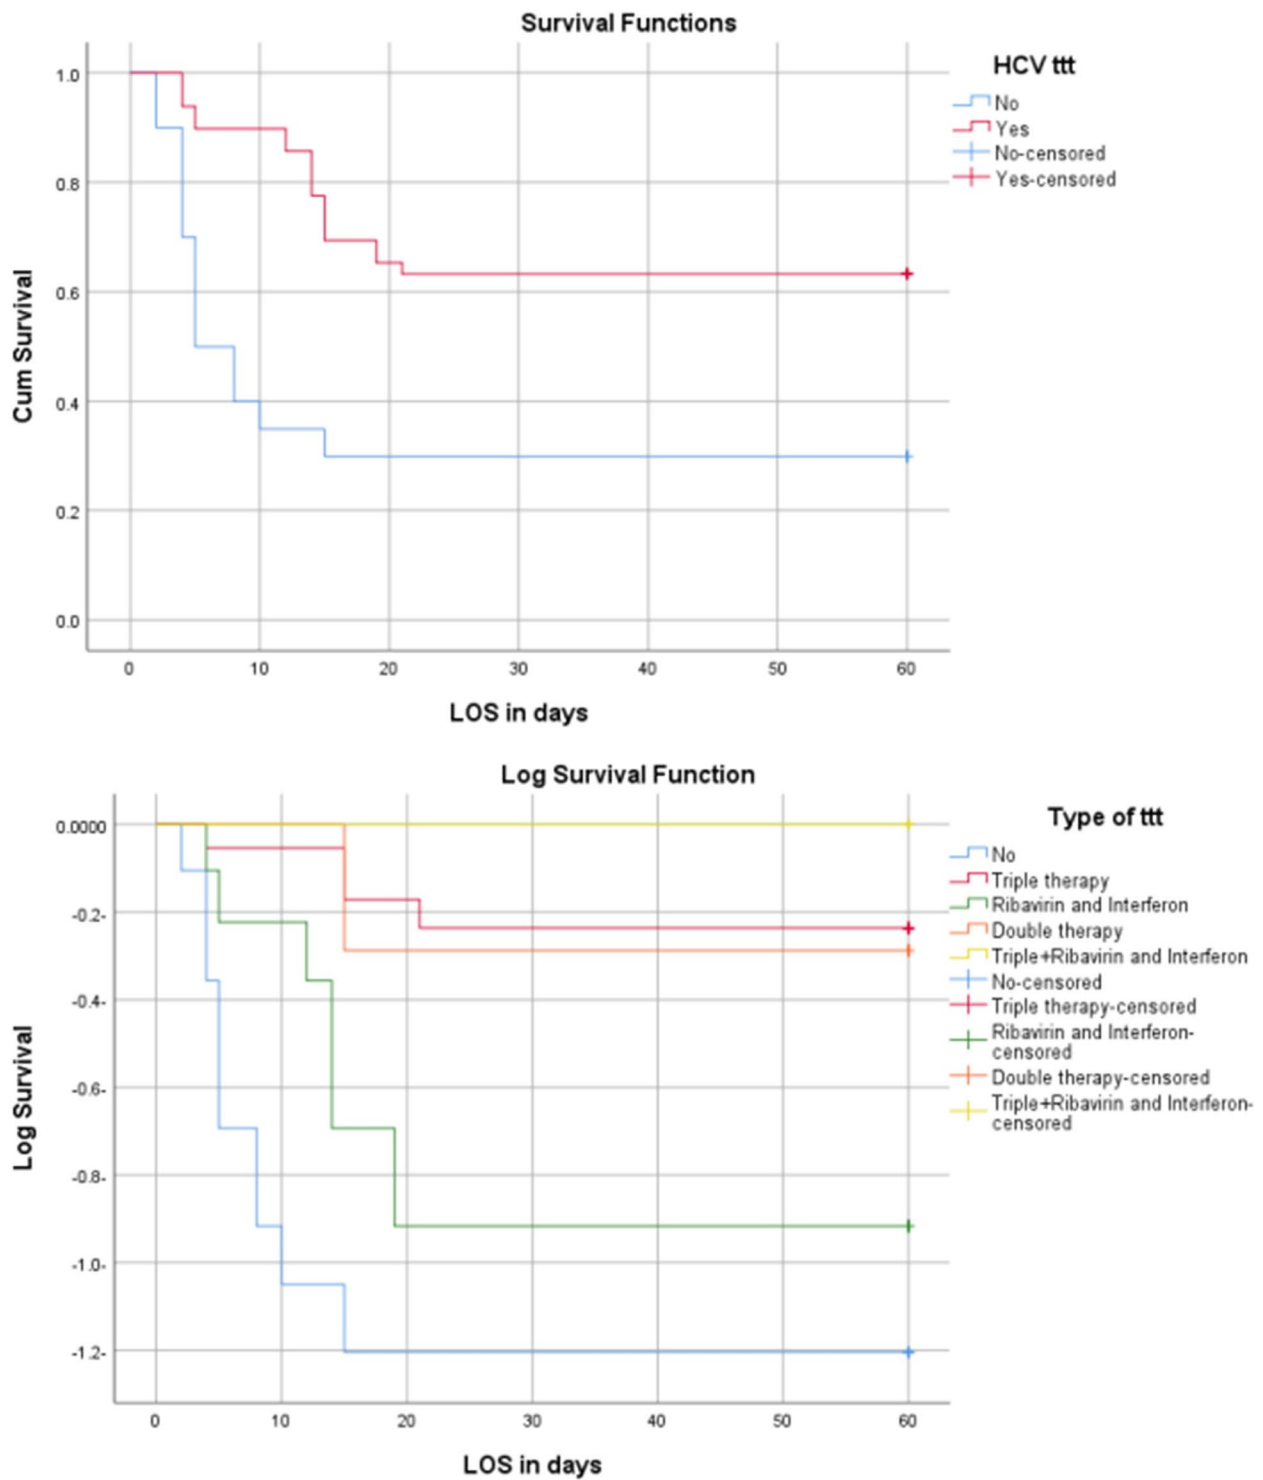 Survival Functions
HCV ttt
No
Yes
No-censored
Yes-censored
Cum Survival
1.0
0.8
0.6
0.4
0.2
0.0
0 10 20 30 40 50 60
LOS in days
Log Survival Function
Type of ttt
No
Triple therapy
Ribavirin and Interferon
Double therapy
Triple+Ribavirin and Interferon
No-censored
Triple therapy-censored
Ribavirin and Interferon-
censored
Double therapy-censored
Triple+Ribavirin and Interferon-
censored
Log Survival
0.0000
-0.2-
-0.4-
-0.6-
-0.8-
-1.0-
-1.2-
0 10 20 30 40 50 60
LOS in days